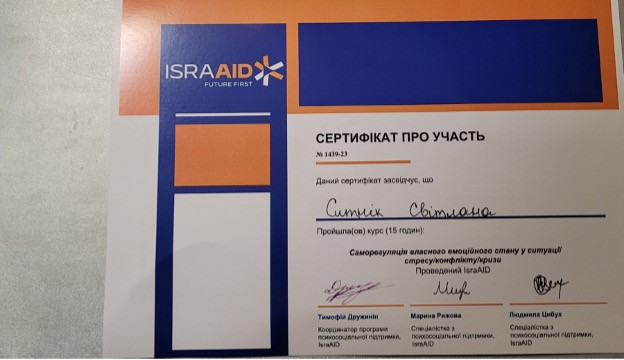 ISRAAID
FUTURE FIRST
СЕРТИФІКАТ ПРО УЧАСТЬ
№ 1439-23
Даний сертифікат засвідчує, що
Ситнік Світлана
Пройшла(ов) курс (15 годин):
Саморегуляція власного емоційного стану у ситуації
стресу/конфлікту/кризи
Проведений IsraAID
Тимофій Дружинін
Координатор програми
психосоціальної підтримки,
IsraAID
Марина Рижова
Спеціалістка з
психосоціальної підтримки,
IsraAID
Людмила Цибух
Спеціалістка з
психосоціальної підтримки,
IsraAID